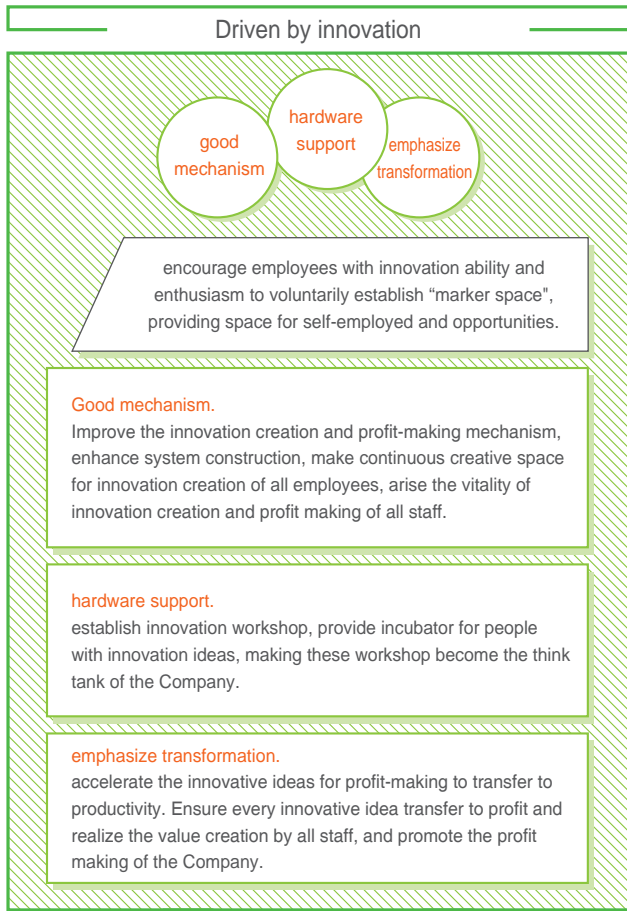 Driven by innovation
good
mechanism
hardware
support
emphasize
transformation
encourage employees with innovation ability and
enthusiasm to voluntarily establish “marker space",
providing space for self-employed and opportunities.
Good mechanism.
Improve the innovation creation and profit-making mechanism,
enhance system construction, make continuous creative space
for innovation creation of all employees, arise the vitality of
innovation creation and profit making of all staff.
hardware support.
establish innovation workshop, provide incubator for people
with innovation ideas, making these workshop become the think
tank of the Company.
emphasize transformation.
accelerate the innovative ideas for profit-making to transfer to
productivity. Ensure every innovative idea transfer to profit and
realize the value creation by all staff, and promote the profit
making of the Company.